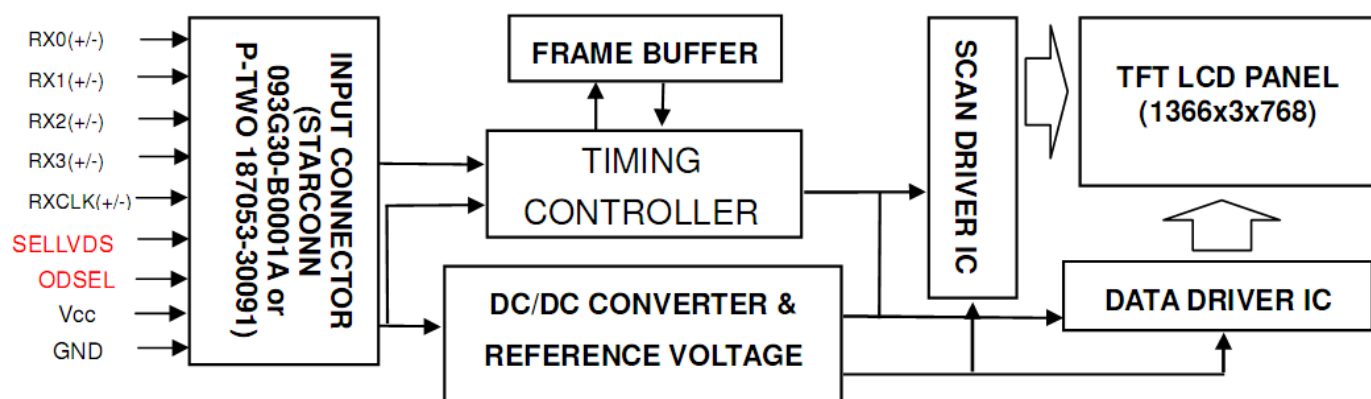 RX0(+/-)
RX1(+/-)
RX2(+/-)
RX3(+/-)
RXCLK(+/-)
SELLVDS
ODSEL
Vcc
GND
INPUT CONNECTOR
(STARCONN
093G30-B0001A or
P-TWO 187053-30091)
FRAME BUFFER
TIMING
CONTROLLER
DC/DC CONVERTER &
REFERENCE VOLTAGE
SCAN DRIVER IC
TFT LCD PANEL
(1366x3x768)
DATA DRIVER IC